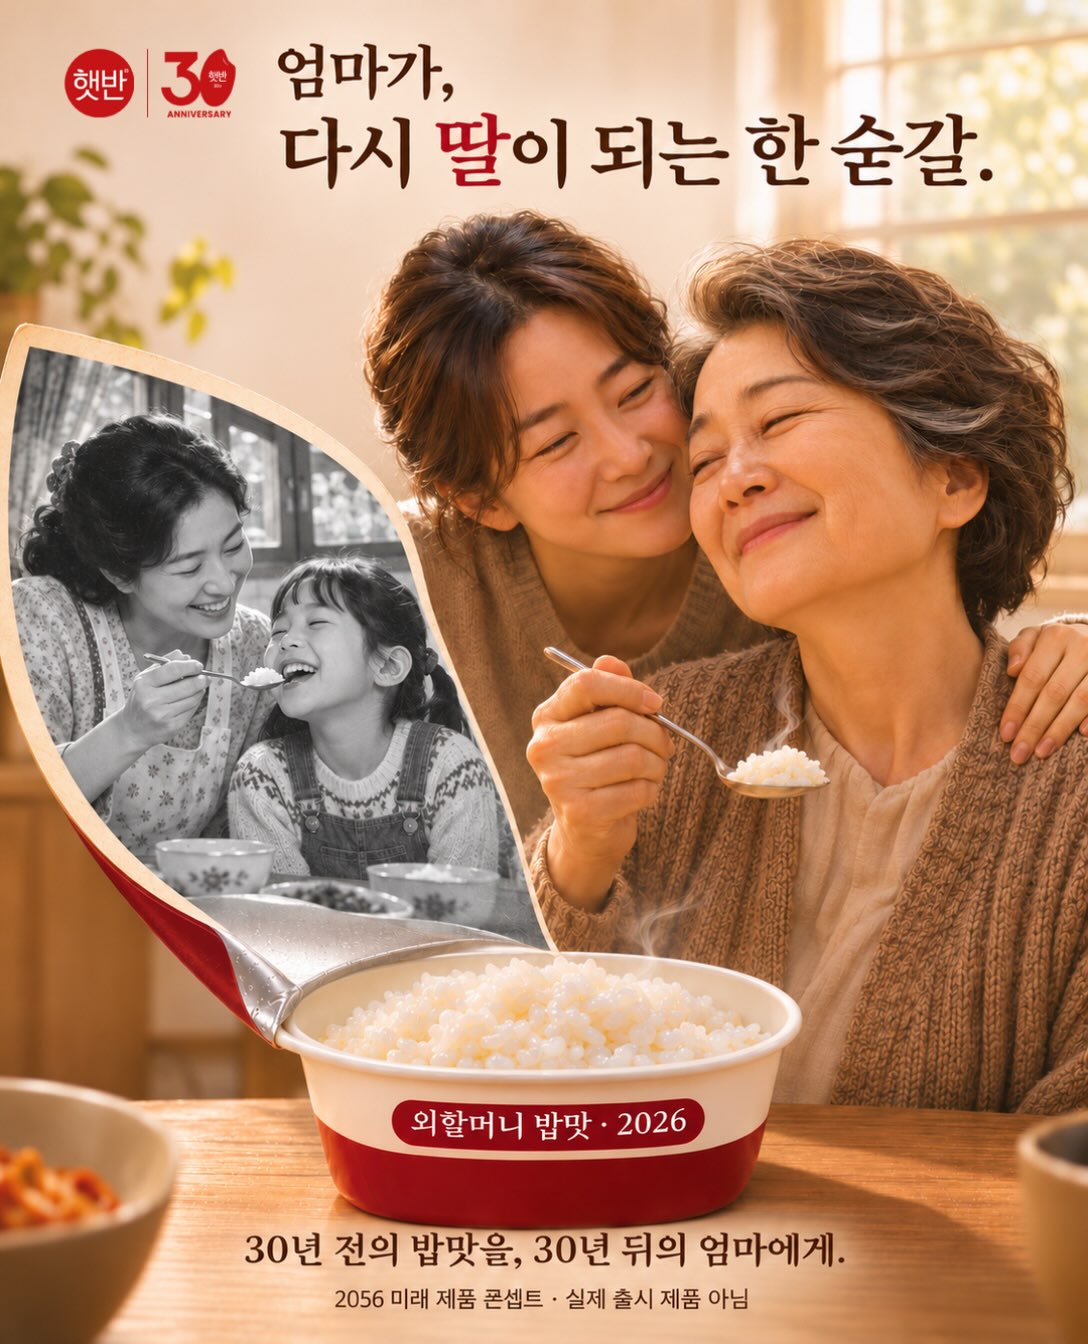 햇반
30
햇반
ANNIVERSARY
엄마가,
다시 딸이 되는 한 숟갈.
외할머니 밥맛 · 2026
30년 전의 밥맛을, 30년 뒤의 엄마에게.
2056 미래 제품 콘셉트 · 실제 출시 제품 아님